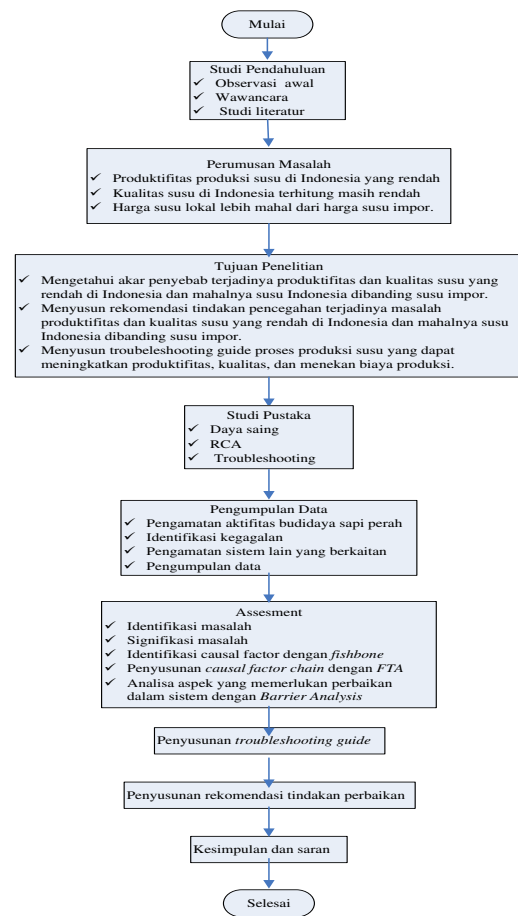 Mulai
Studi Pendahuluan
✓ Observasi awal
✓ Wawancara
✓ Studi literatur
Perumusan Masalah
✓ Produktifitas produksi susu di Indonesia yang rendah
✓ Kualitas susu di Indonesia terhitung masih rendah
✓ Harga susu lokal lebih mahal dari harga susu impor.
Tujuan Penelitian
✓ Mengetahui akar penyebab terjadinya produktifitas dan kualitas susu yang
rendah di Indonesia dan mahalnya susu Indonesia dibanding susu impor.
✓ Menyusun rekomendasi tindakan pencegahan terjadinya masalah
produktifitas dan kualitas susu yang rendah di Indonesia dan mahalnya susu
Indonesia dibanding susu impor.
✓ Menyusun troubeleshooting guide proses produksi susu yang dapat
meningkatkan produktifitas, kualitas, dan menekan biaya produksi.
Studi Pustaka
✓ Daya saing
✓ RCA
✓ Troubleshooting
Pengumpulan Data
✓ Pengamatan aktifitas budidaya sapi perah
✓ Identifikasi kegagalan
✓ Pengamatan sistem lain yang berkaitan
✓ Pengumpulan data
Assesment
✓ Identifikasi masalah
✓ Signifikasi masalah
✓ Identifikasi causal factor dengan fishbone
✓ Penyusunan causal factor chain dengan FTA
✓ Analisa aspek yang memerlukan perbaikan
dalam sistem dengan Barrier Analysis
Penyusunan troubleshooting guide
Penyusunan rekomendasi tindakan perbaikan
Kesimpulan dan saran
Selesai